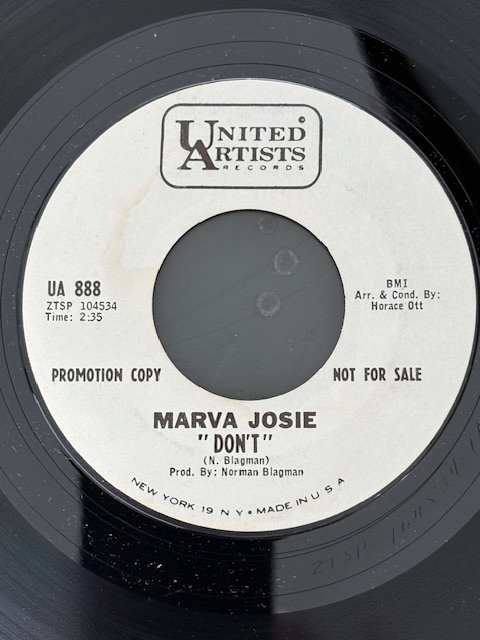 UNITED
ARTISTS
RECORDS
UA 888
ZTSP 104534
Time: 2:35
BMI
Arr. & Cond. By:
Horace Ott
PROMOTION COPY
NOT FOR SALE
MARVA JOSIE
"DON'T"
(N. Blagman)
Prod. By: Norman Blagman
NEW YORK 19 N Y • MADE IN U S A